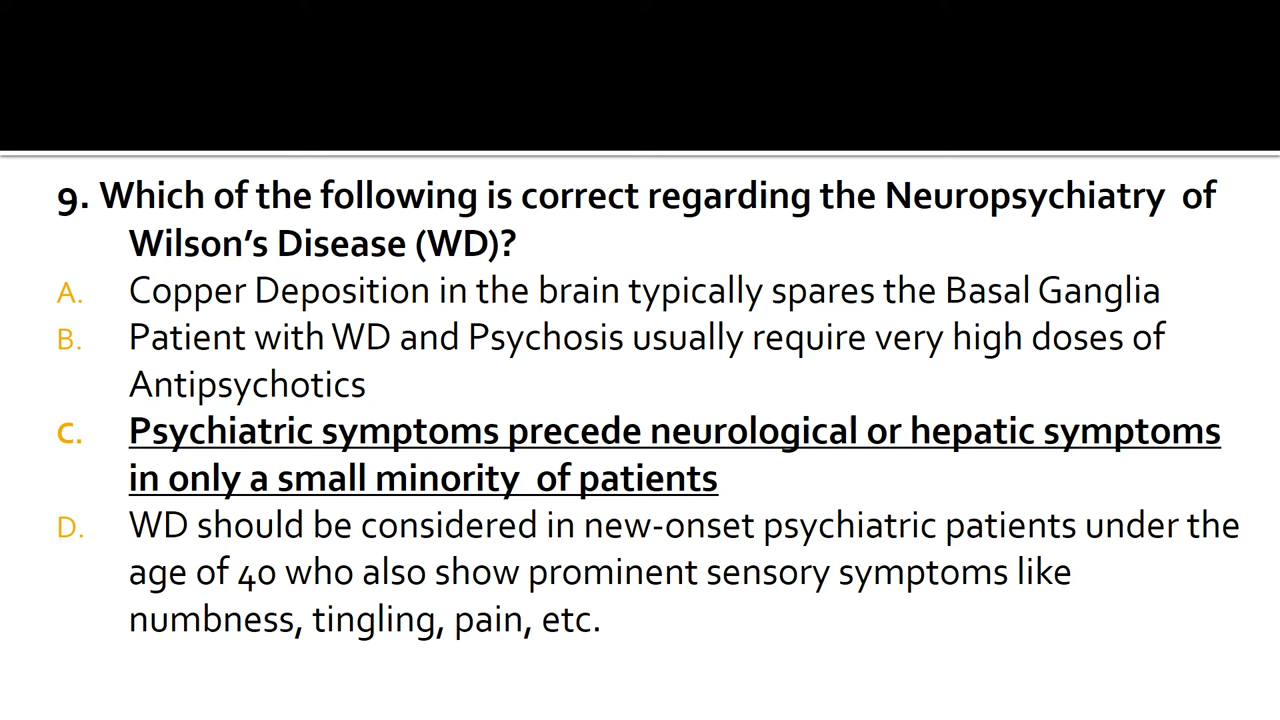 9. Which of the following is correct regarding the Neuropsychiatry of
Wilson’s Disease (WD)?
A. Copper Deposition in the brain typically spares the Basal Ganglia
B. Patient with WD and Psychosis usually require very high doses of
Antipsychotics
C. Psychiatric symptoms precede neurological or hepatic symptoms
in only a small minority of patients
D. WD should be considered in new-onset psychiatric patients under the
age of 40 who also show prominent sensory symptoms like
numbness, tingling, pain, etc.